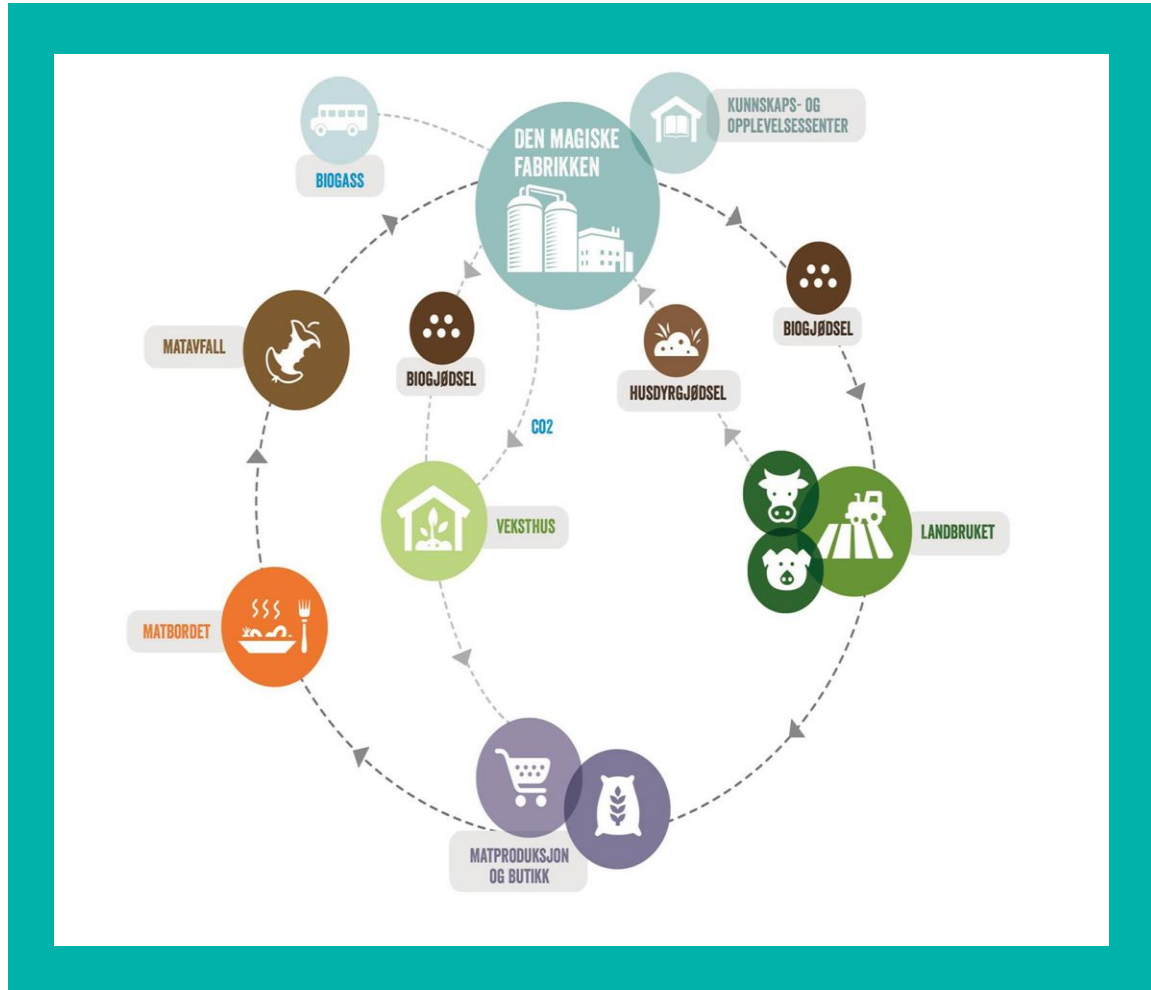 KUNNSKAPS- OG
OPPLEVELSESSENTER
DEN MAGISKE
FABRIKKEN
BIOGASS
BIOGJØDSEL
MATAVFALL
BIOGJØDSEL
HUSDYRGJØDSEL
CO2
VEKSTHUS
LANDBRUKET
MATBORDET
MATPRODUKSJON
OG BUTIKK